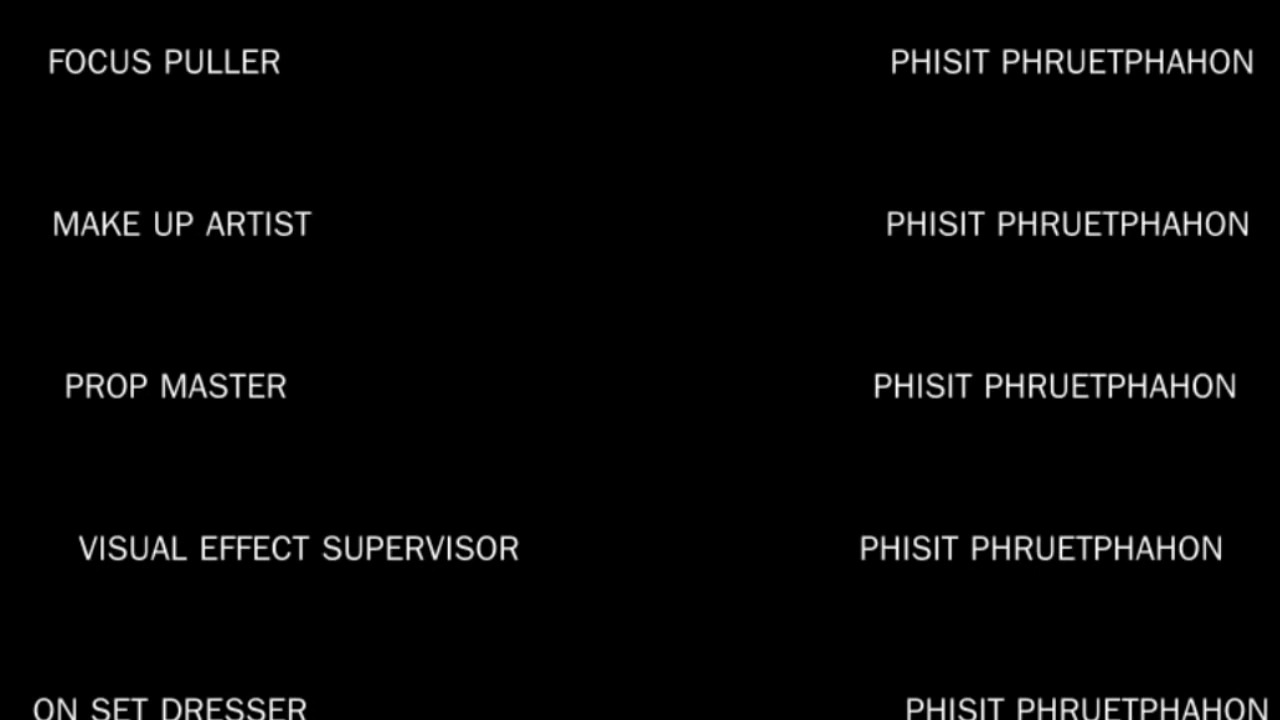 FOCUS PULLER PHISIT PHRUETPHAHON
MAKE UP ARTIST PHISIT PHRUETPHAHON
PROP MASTER PHISIT PHRUETPHAHON
VISUAL EFFECT SUPERVISOR PHISIT PHRUETPHAHON
ON SET DRESSER PHISIT PHRUETPHAHON